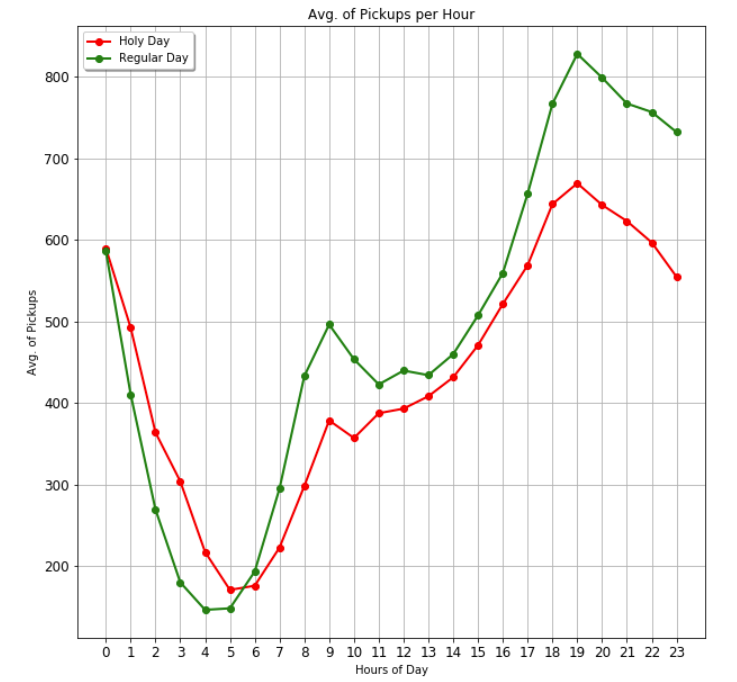 Avg. of Pickups per Hour
Holy Day
Regular Day
800
700
600
500
400
300
200
Avg. of Pickups
0 1 2 3 4 5 6 7 8 9 10 11 12 13 14 15 16 17 18 19 20 21 22 23
Hours of Day